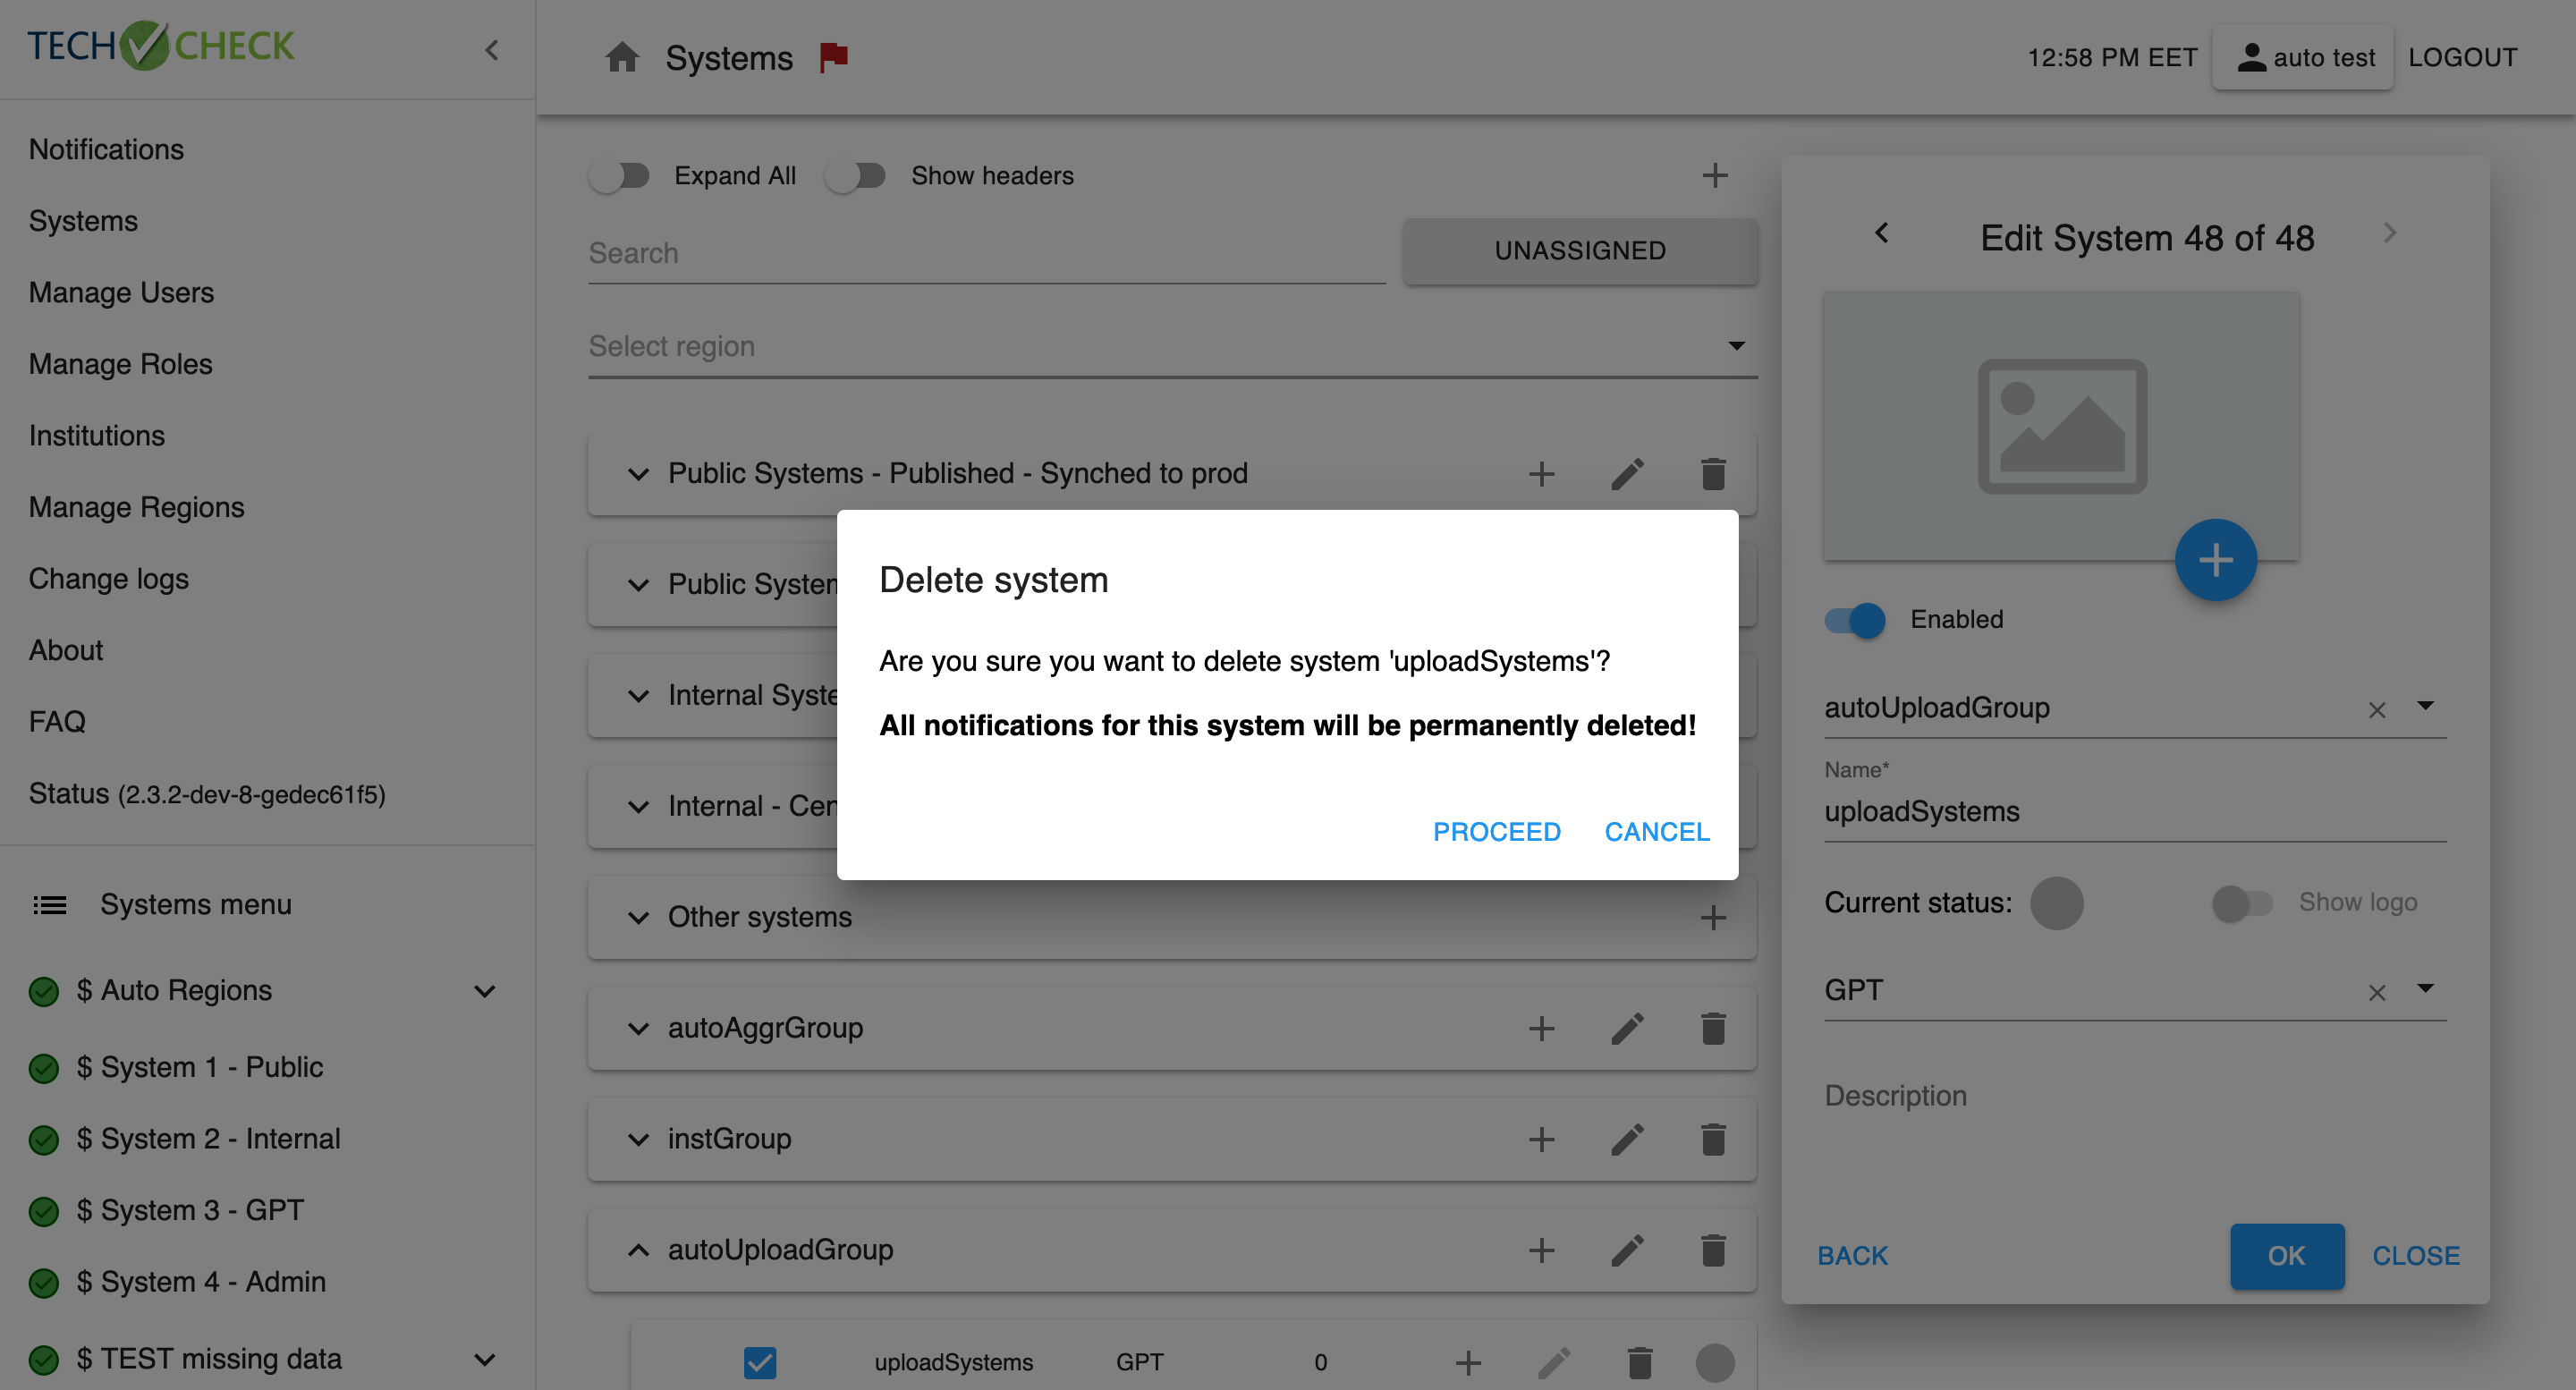 TECH CHECK
Notifications
Systems
Manage Users
Manage Roles
Institutions
Manage Regions
Change logs
About
FAQ
Status (2.3.2-dev-8-gedec61f5)
Systems menu
$ Auto Regions
$ System 1 - Public
$ System 2 - Internal
$ System 3 - GPT
$ System 4 - Admin
$ TEST missing data
Systems
12:58 PM EET
auto test
LOGOUT
Expand All
Show headers
Search
UNASSIGNED
Select region
Public Systems - Published - Synched to prod
Public System
Internal Syste
Internal - Cen
Other systems
autoAggrGroup
instGroup
autoUploadGroup
uploadSystems GPT 0
Delete system
Are you sure you want to delete system 'uploadSystems'?
All notifications for this system will be permanently deleted!
PROCEED CANCEL
Edit System 48 of 48
Enabled
autoUploadGroup
Name*
uploadSystems
Current status:
Show logo
GPT
Description
BACK
OK
CLOSE